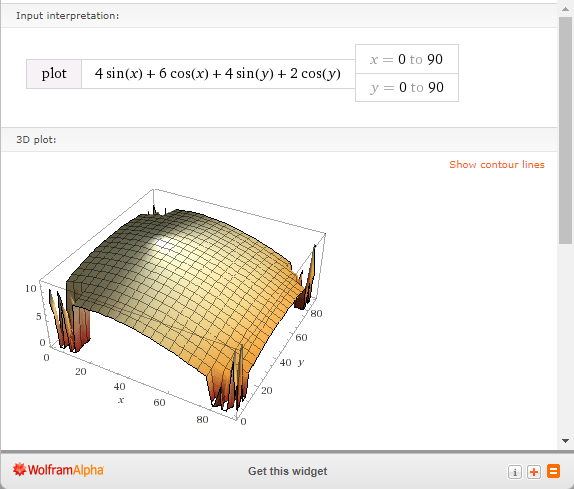 Input interpretation:
plot 4 sin(x) + 6 cos(x) + 4 sin(y) + 2 cos(y) x = 0 to 90
y = 0 to 90
3D plot:
Show contour lines
10
5
0
0
20
40
x
60
80
0
20
40 y
60
80
WolframAlpha Get this widget